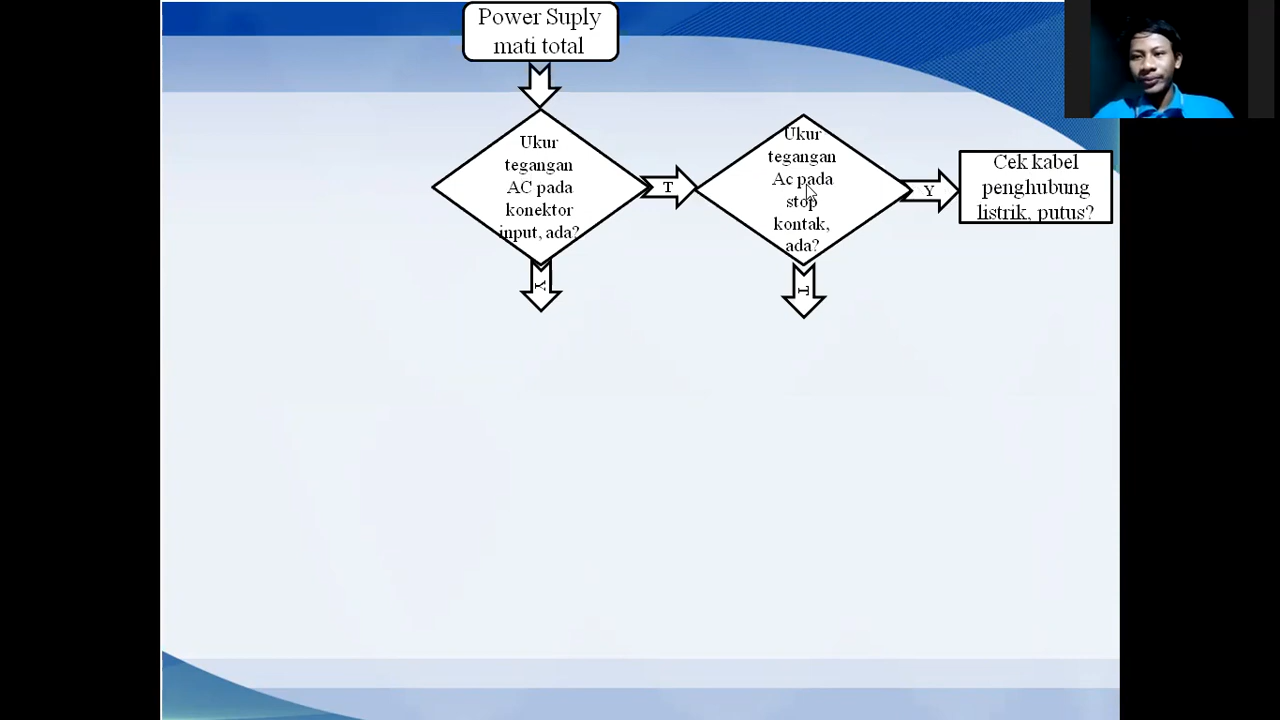 Power Suply
mati total
Ukur
tegangan
AC pada
konektor
input, ada?
T
Ukur
tegangan
Ac pada
stop
kontak,
ada?
Y
Cek kabel
penghubung
listrik, putus?
Y
T